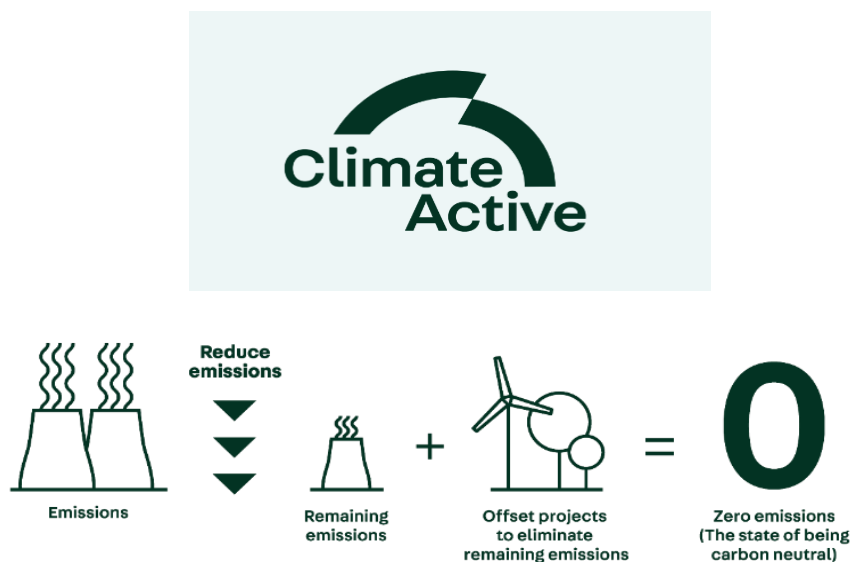 Climate
Active
Reduce
emissions
Emissions
Remaining
emissions
+
Offset projects
to eliminate
remaining emissions
=
0
Zero emissions
(The state of being
carbon neutral)